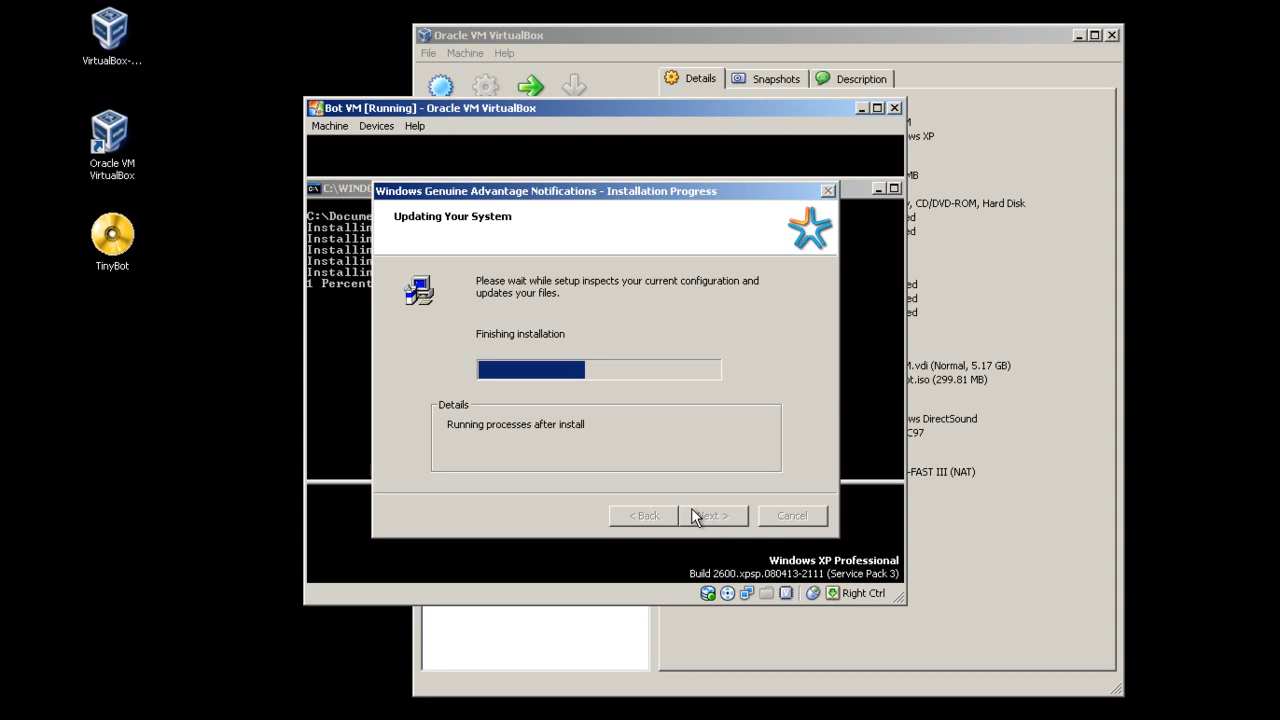 VirtualBox-...
Oracle VM
VirtualBox
TinyBot
Oracle VM VirtualBox
File Machine Help
Details Snapshots Description
Bot VM [Running] - Oracle VM VirtualBox
Machine Devices Help
ws XP
MB
, CD/DVD-ROM, Hard Disk
ed
ed
ed
ed
ed
M.vdi (Normal, 5.17 GB)
ot.iso (299.81 MB)
ws DirectSound
C97
-FAST III (NAT)
C:\WINDO
C:\Docume
Installin
Installin
Installin
Installin
Installin
1 Percent
Windows Genuine Advantage Notifications - Installation Progress
Updating Your System
Please wait while setup inspects your current configuration and
updates your files.
Finishing installation
Details
Running processes after install
< Back Next > Cancel
Windows XP Professional
Build 2600.xpsp.080413-2111 (Service Pack 3)
Right Ctrl